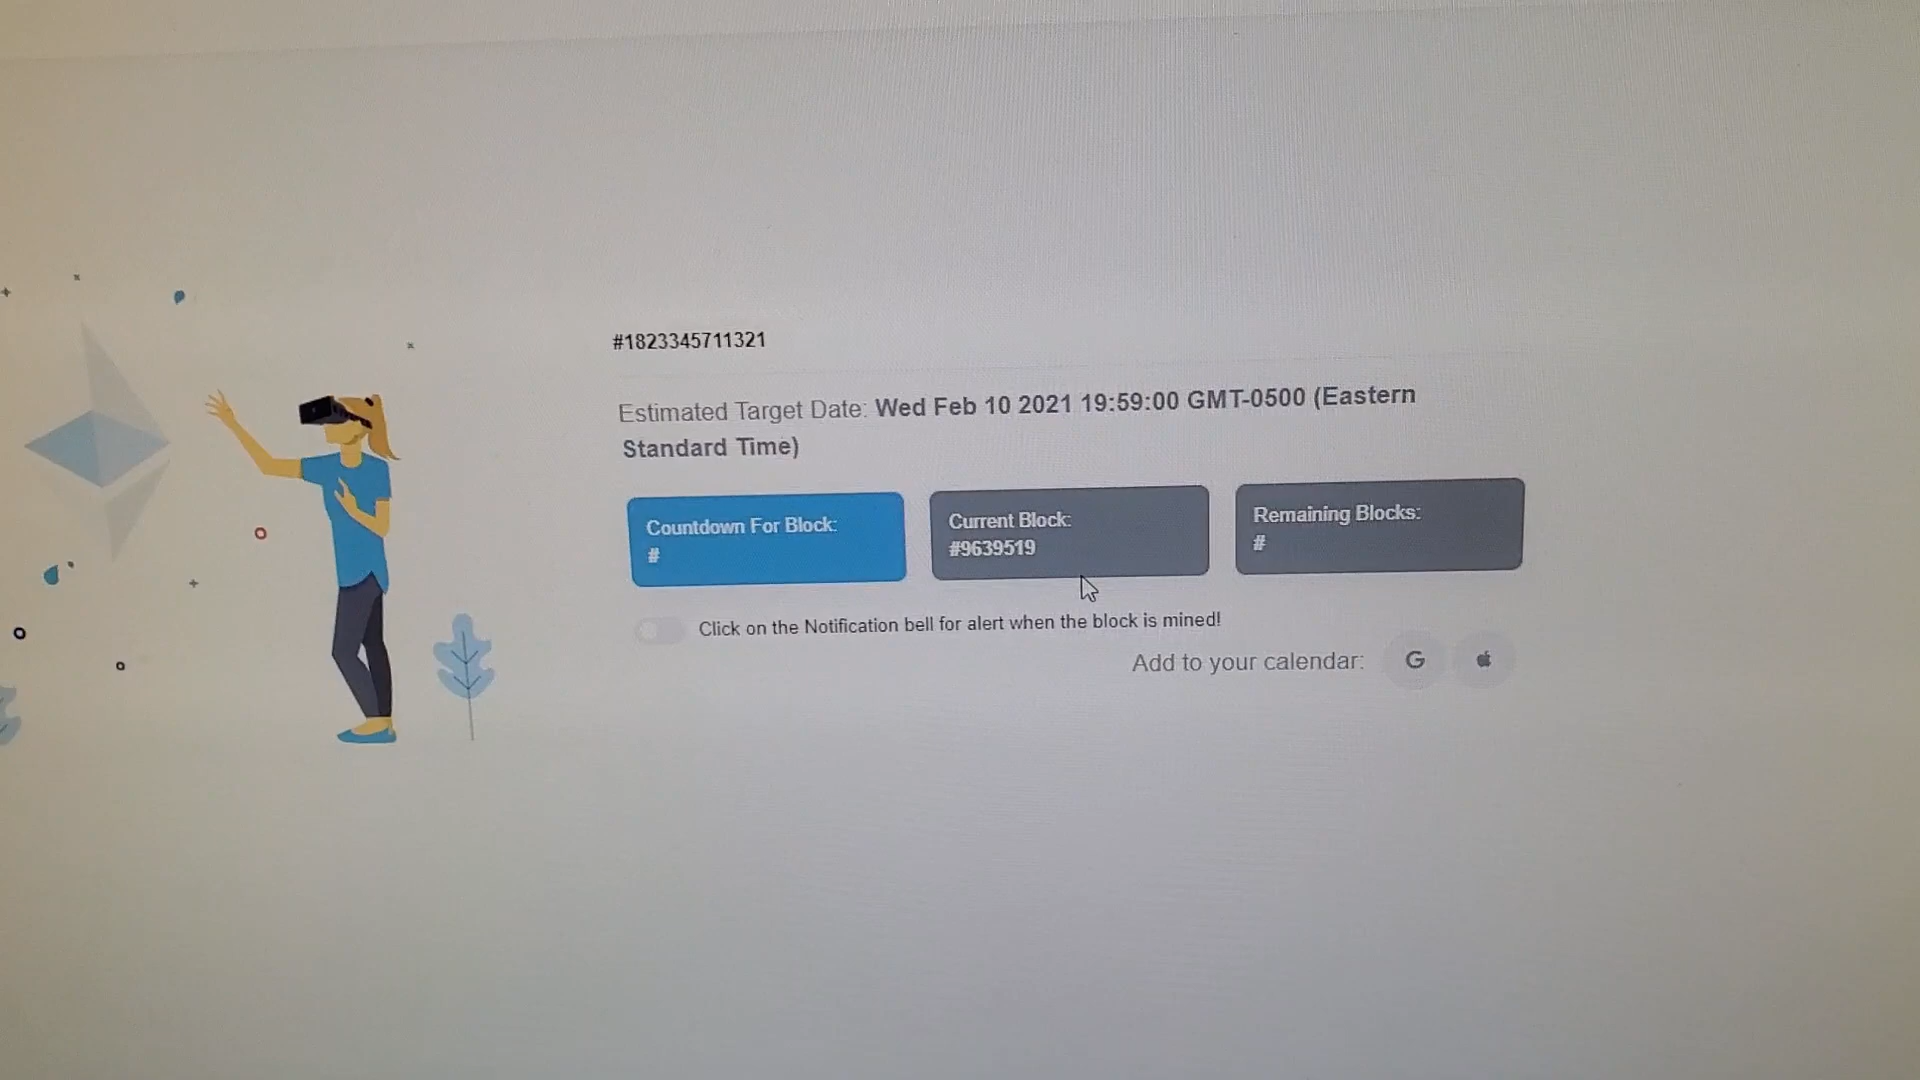 #1823345711321
Estimated Target Date: Wed Feb 10 2021 19:59:00 GMT-0500 (Eastern
Standard Time)
Countdown For Block:
#
Current Block:
#9639519
Remaining Blocks:
#
Click on the Notification bell for alert when the block is mined!
Add to your calendar: G